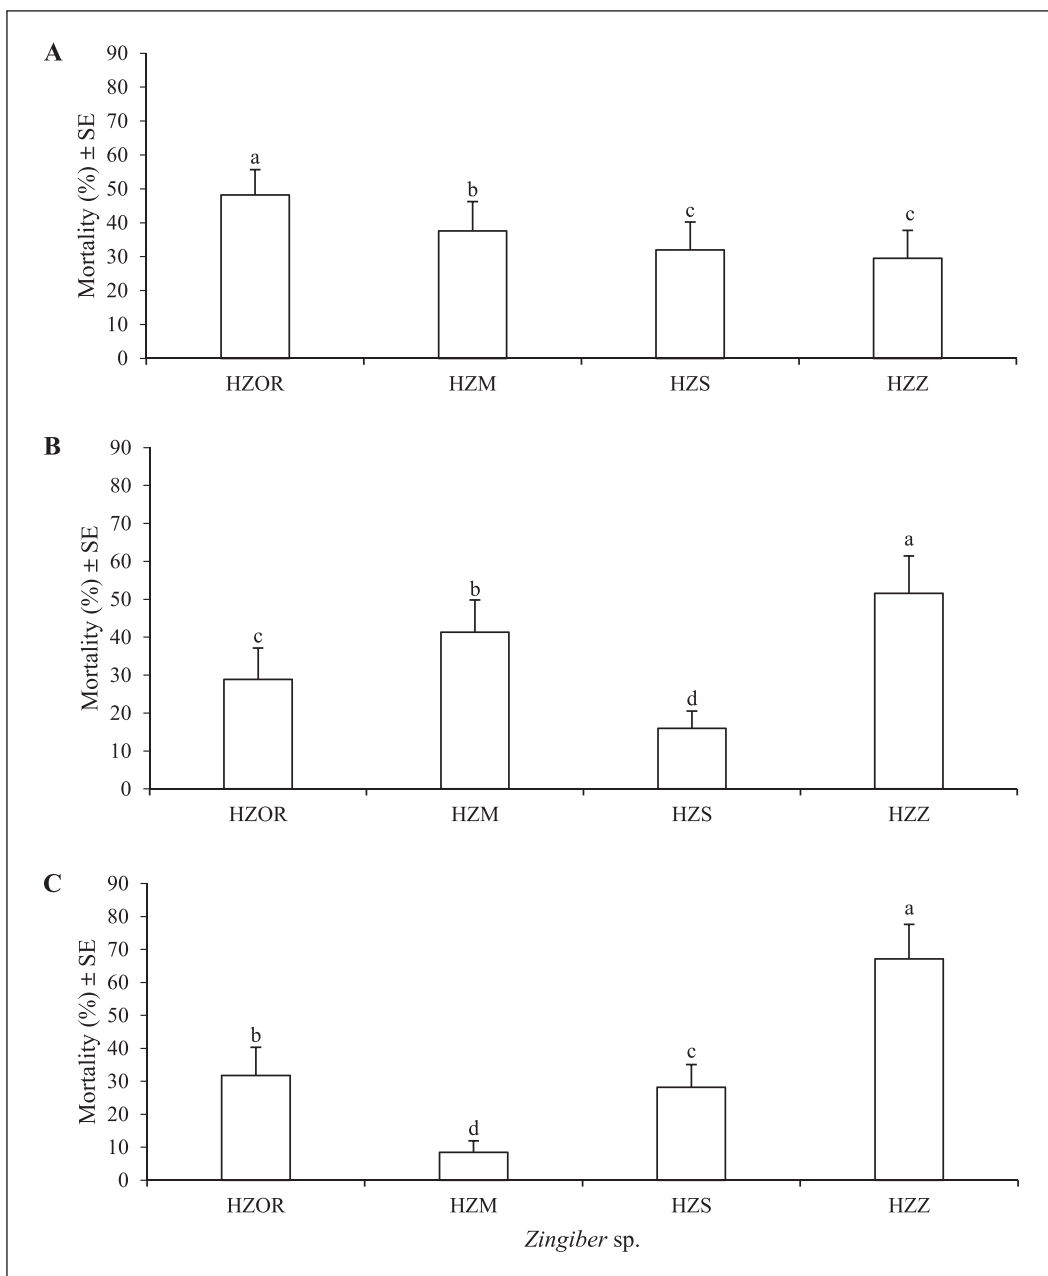 A
Mortality (%) ± SE
90
80
70
60
50
40
30
20
10
0
a
b
c
c
HZOR HZM HZS HZZ
B
Mortality (%) ± SE
90
80
70
60
50
40
30
20
10
0
c
b
d
a
HZOR HZM HZS HZZ
C
Mortality (%) ± SE
90
80
70
60
50
40
30
20
10
0
b
d
c
a
HZOR HZM HZS HZZ
Zingiber sp.